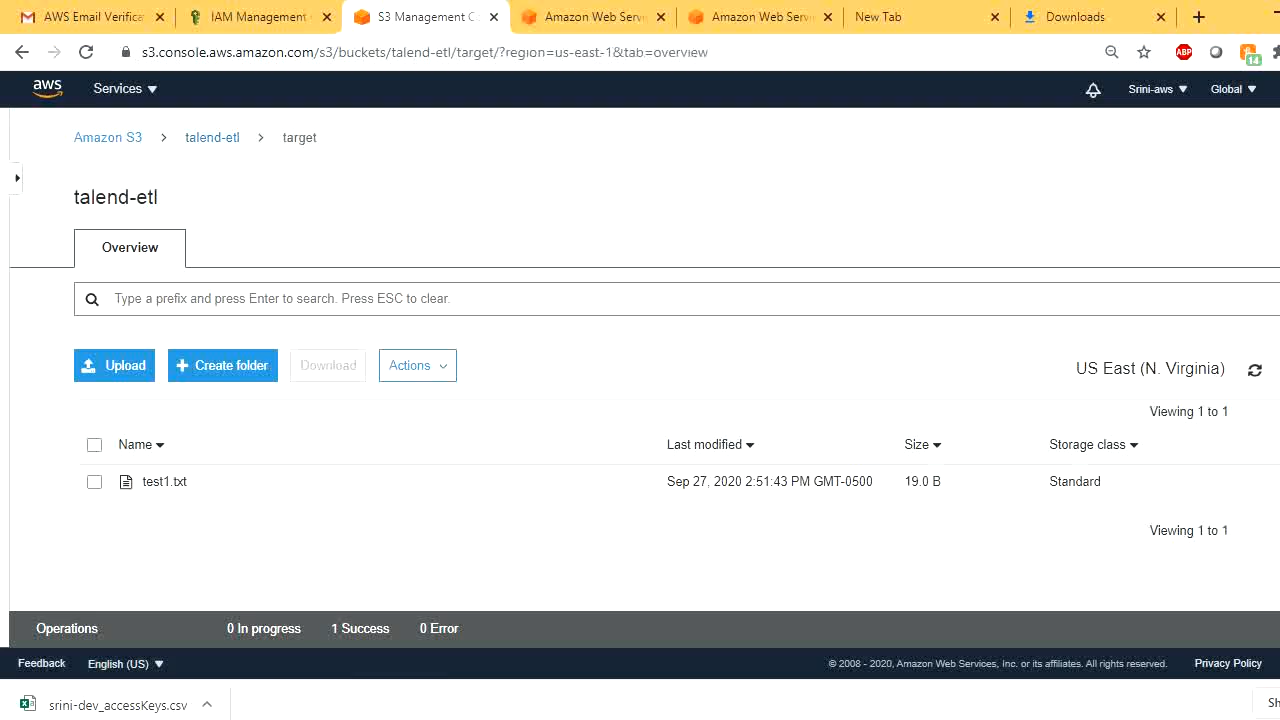 AWS Email Verifica
IAM Management
S3 Management C
Amazon Web Servi
Amazon Web Servi
New Tab
Downloads
s3.console.aws.amazon.com/s3/buckets/talend-etl/target/?region=us-east-1&tab=overview
ABP
14
aws
Services
Srini-aws
Global
Amazon S3 > talend-etl > target
talend-etl
Overview
Type a prefix and press Enter to search. Press ESC to clear.
Upload
Create folder
Download
Actions
US East (N. Virginia)
Viewing 1 to 1
Name Last modified Size Storage class
test1.txt Sep 27, 2020 2:51:43 PM GMT-0500 19.0 B Standard
Viewing 1 to 1
Operations 0 In progress 1 Success 0 Error
Feedback English (US) © 2008 - 2020, Amazon Web Services, Inc. or its affiliates. All rights reserved. Privacy Policy
srini-dev_accessKeys.csv
Sh